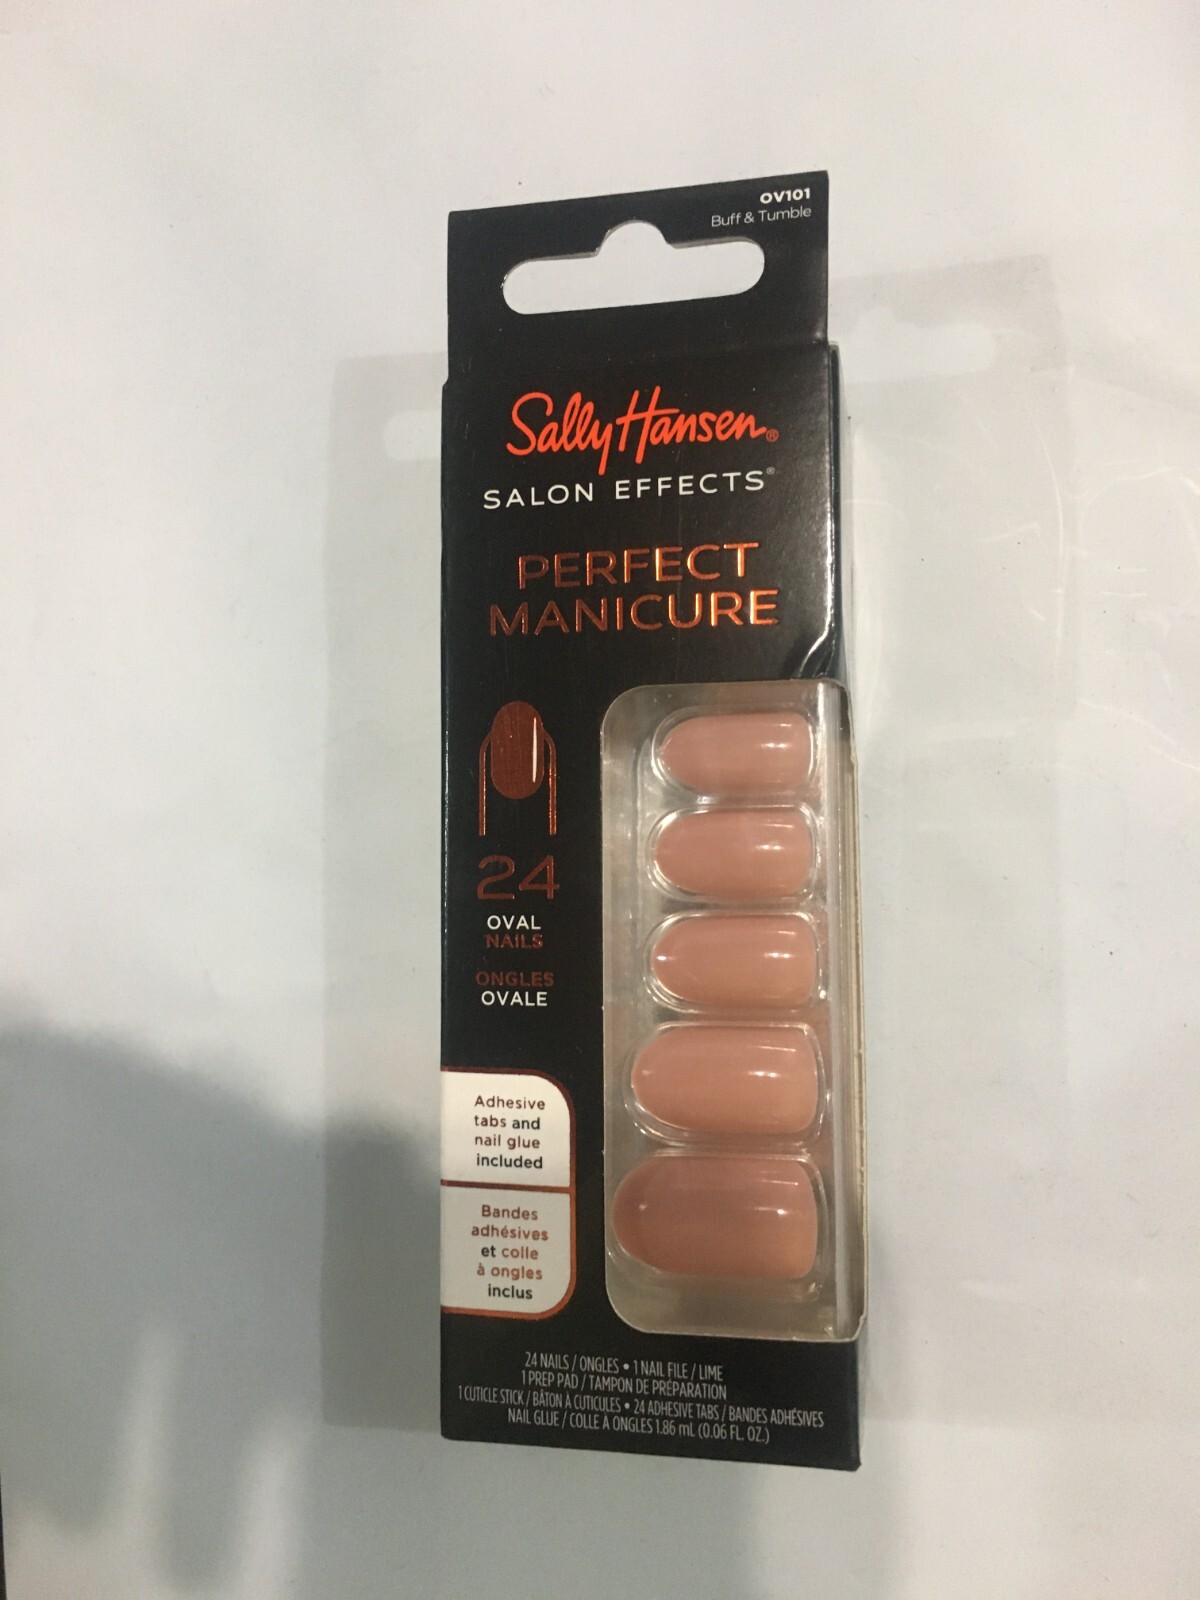 OV101
Buff & Tumble
Sally Hansen®
SALON EFFECTS®
PERFECT
MANICURE
24
OVAL
NAILS
ONGLES
OVALE
Adhesive
tabs and
nail glue
included
Bandes
adhésives
et colle
à ongles
inclus
24 NAILS / ONGLES • 1 NAIL FILE / LIME
1 PREP PAD / TAMPON DE PRÉPARATION
1 CUTICLE STICK / BÂTON À CUTICULES • 24 ADHESIVE TABS / BANDES ADHÉSIVES
NAIL GLUE / COLLE À ONGLES 1.86 mL (0.06 FL. OZ.)